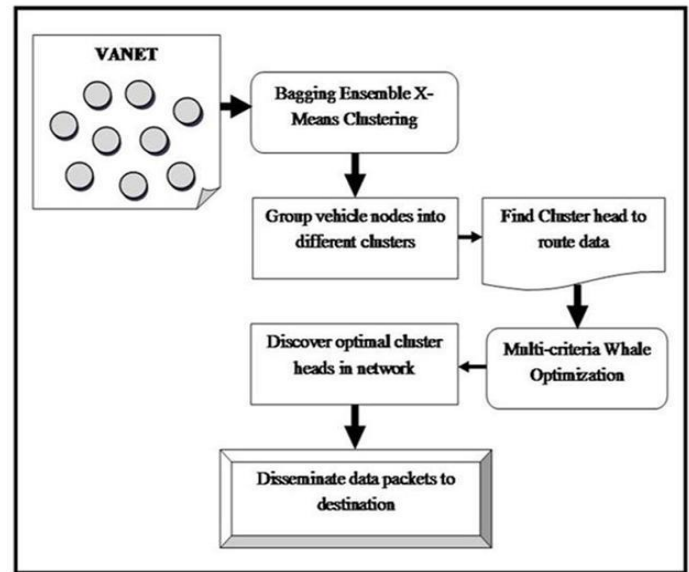 VANET
Bagging Ensemble X-
Means Clustering
Group vehicle nodes into
different clusters
Find Cluster head to
route data
Multi-criteria Whale
Optimization
Discover optimal cluster
heads in network
Disseminate data packets to
destination